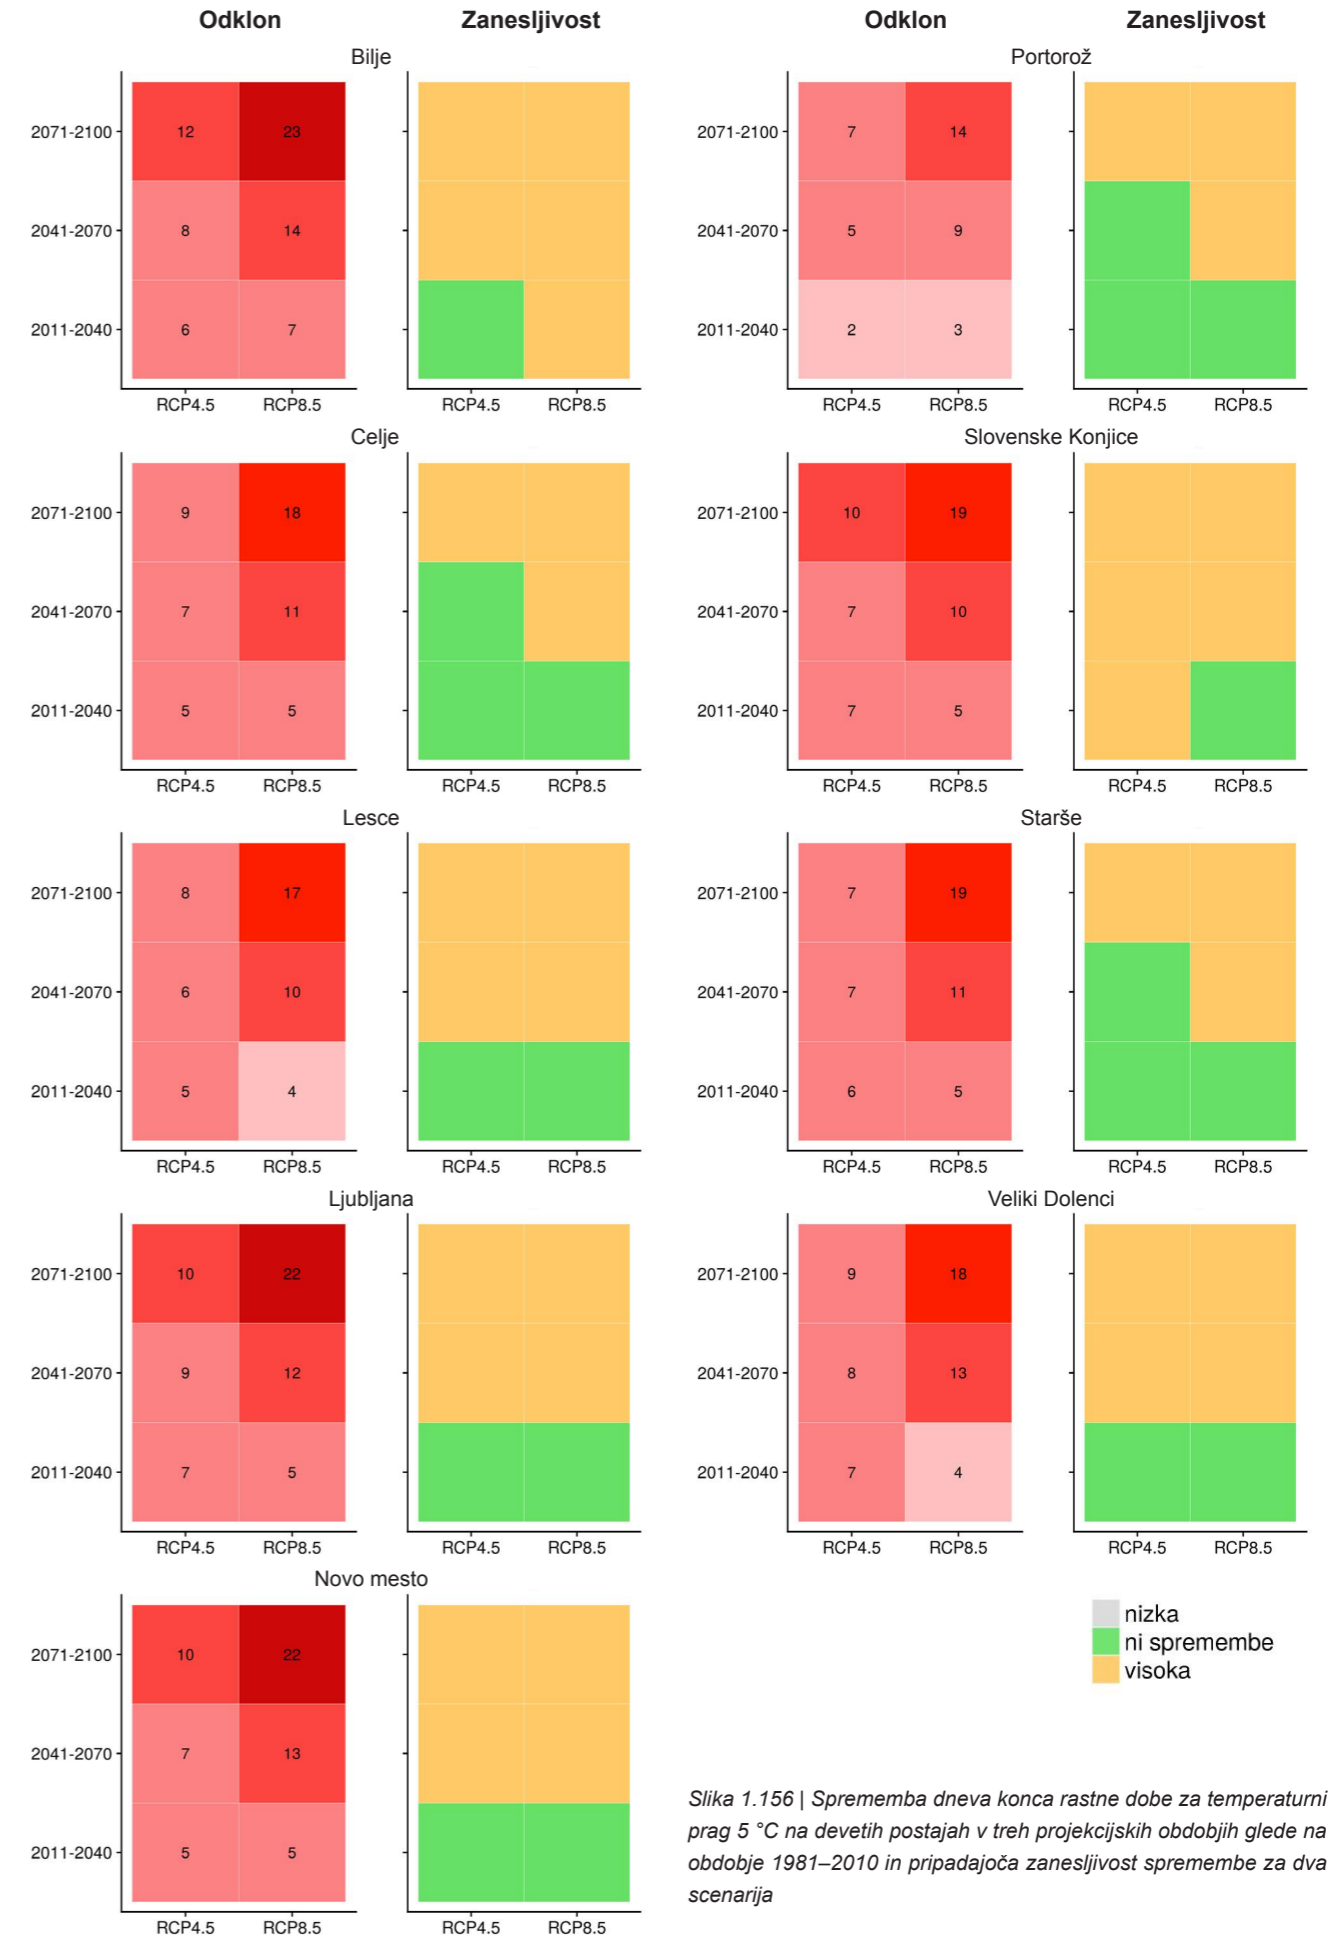 Odklon Zanesljivost Odklon Zanesljivost
Bilje
2071-2100 12 23
2041-2070 8 14
2011-2040 6 7
RCP4.5 RCP8.5 RCP4.5 RCP8.5
Portorož
2071-2100 7 14
2041-2070 5 9
2011-2040 2 3
RCP4.5 RCP8.5 RCP4.5 RCP8.5
Celje
2071-2100 9 18
2041-2070 7 11
2011-2040 5 5
RCP4.5 RCP8.5 RCP4.5 RCP8.5
Slovenske Konjice
2071-2100 10 19
2041-2070 7 10
2011-2040 7 5
RCP4.5 RCP8.5 RCP4.5 RCP8.5
Lesce
2071-2100 8 17
2041-2070 6 10
2011-2040 5 4
RCP4.5 RCP8.5 RCP4.5 RCP8.5
Starše
2071-2100 7 19
2041-2070 7 11
2011-2040 6 5
RCP4.5 RCP8.5 RCP4.5 RCP8.5
Ljubljana
2071-2100 10 22
2041-2070 9 12
2011-2040 7 5
RCP4.5 RCP8.5 RCP4.5 RCP8.5
Veliki Dolenci
2071-2100 9 18
2041-2070 8 13
2011-2040 7 4
RCP4.5 RCP8.5 RCP4.5 RCP8.5
Novo mesto
2071-2100 10 22
2041-2070 7 13
2011-2040 5 5
RCP4.5 RCP8.5 RCP4.5 RCP8.5
nizka
ni spremembe
visoka
Slika 1.156 | Sprememba dneva konca rastne dobe za temperaturni
prag 5 °C na devetih postajah v treh projekcijskih obdobjih glede na
obdobje 1981–2010 in pripadajoča zanesljivost spremembe za dva
scenarija